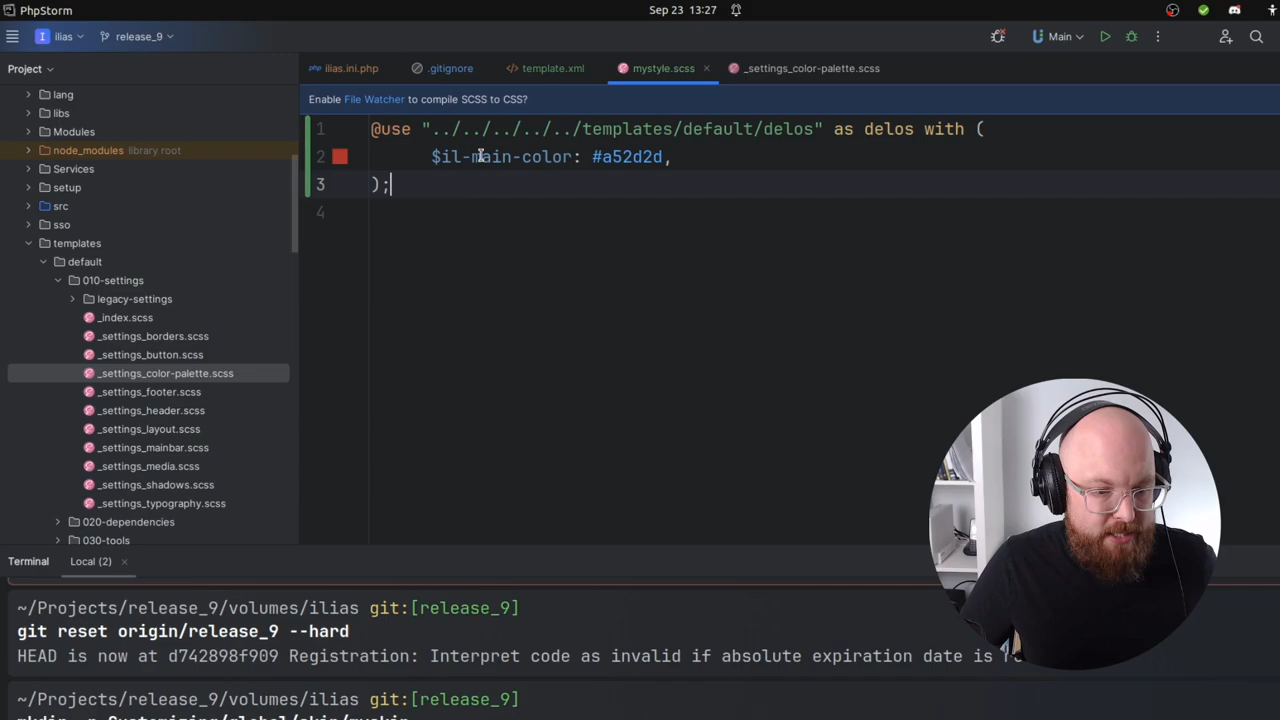 PhpStorm
Sep 23 13:27
ilias
release_9
Main
Project
ilias.ini.php
.gitignore
template.xml
mystyle.scss
_settings_color-palette.scss
Enable File Watcher to compile SCSS to CSS?
lang
libs
Modules
node_modules library root
Services
setup
src
sso
templates
default
010-settings
legacy-settings
_index.scss
_settings_borders.scss
_settings_button.scss
_settings_color-palette.scss
_settings_footer.scss
_settings_header.scss
_settings_layout.scss
_settings_mainbar.scss
_settings_media.scss
_settings_shadows.scss
_settings_typography.scss
020-dependencies
030-tools
1 @use "../../../../../templates/default/delos" as delos with (
2 $il-main-color: #a52d2d,
3 );
4
Terminal
Local (2)
~/Projects/release_9/volumes/ilias git:[release_9]
git reset origin/release_9 --hard
HEAD is now at d742898f909 Registration: Interpret code as invalid if absolute expiration date is
~/Projects/release_9/volumes/ilias git:[release_9]